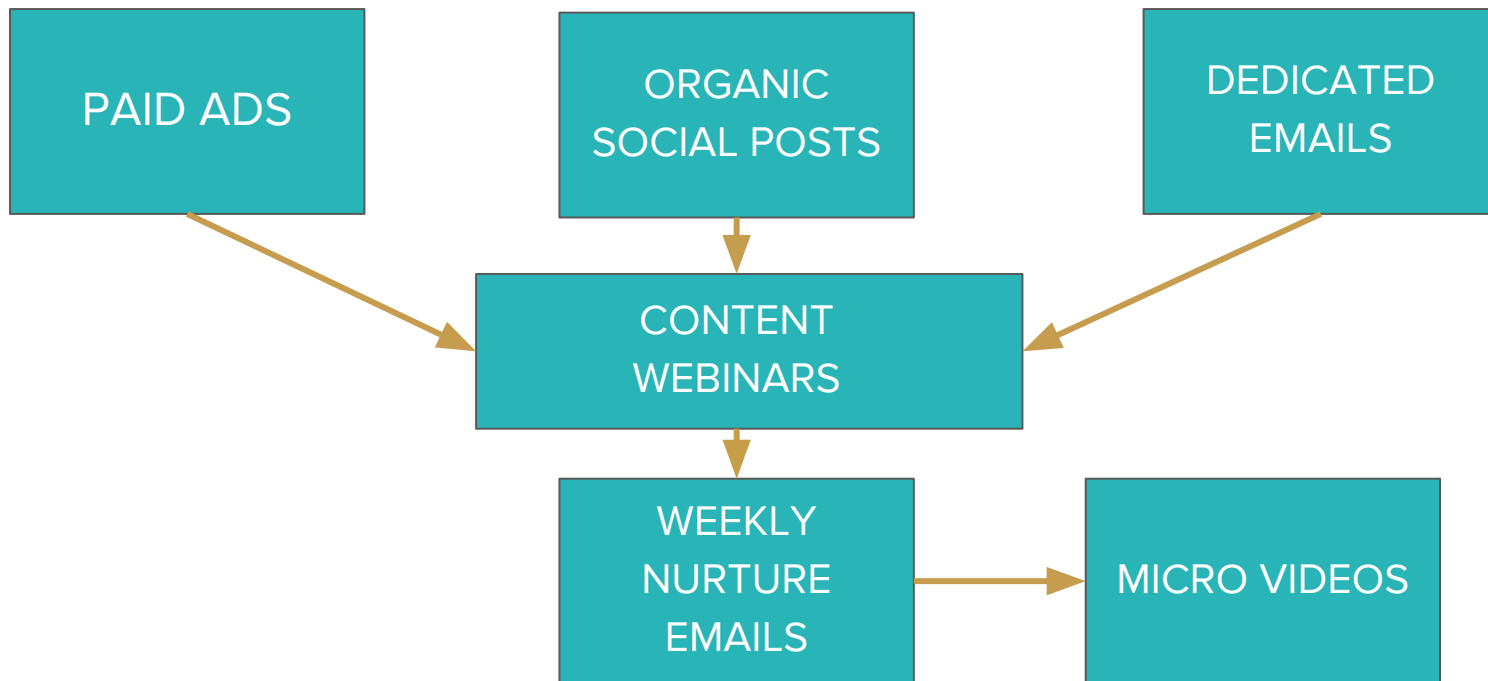 PAID ADS
ORGANIC
SOCIAL POSTS
DEDICATED
EMAILS
CONTENT
WEBINARS
WEEKLY
NURTURE
EMAILS
MICRO VIDEOS